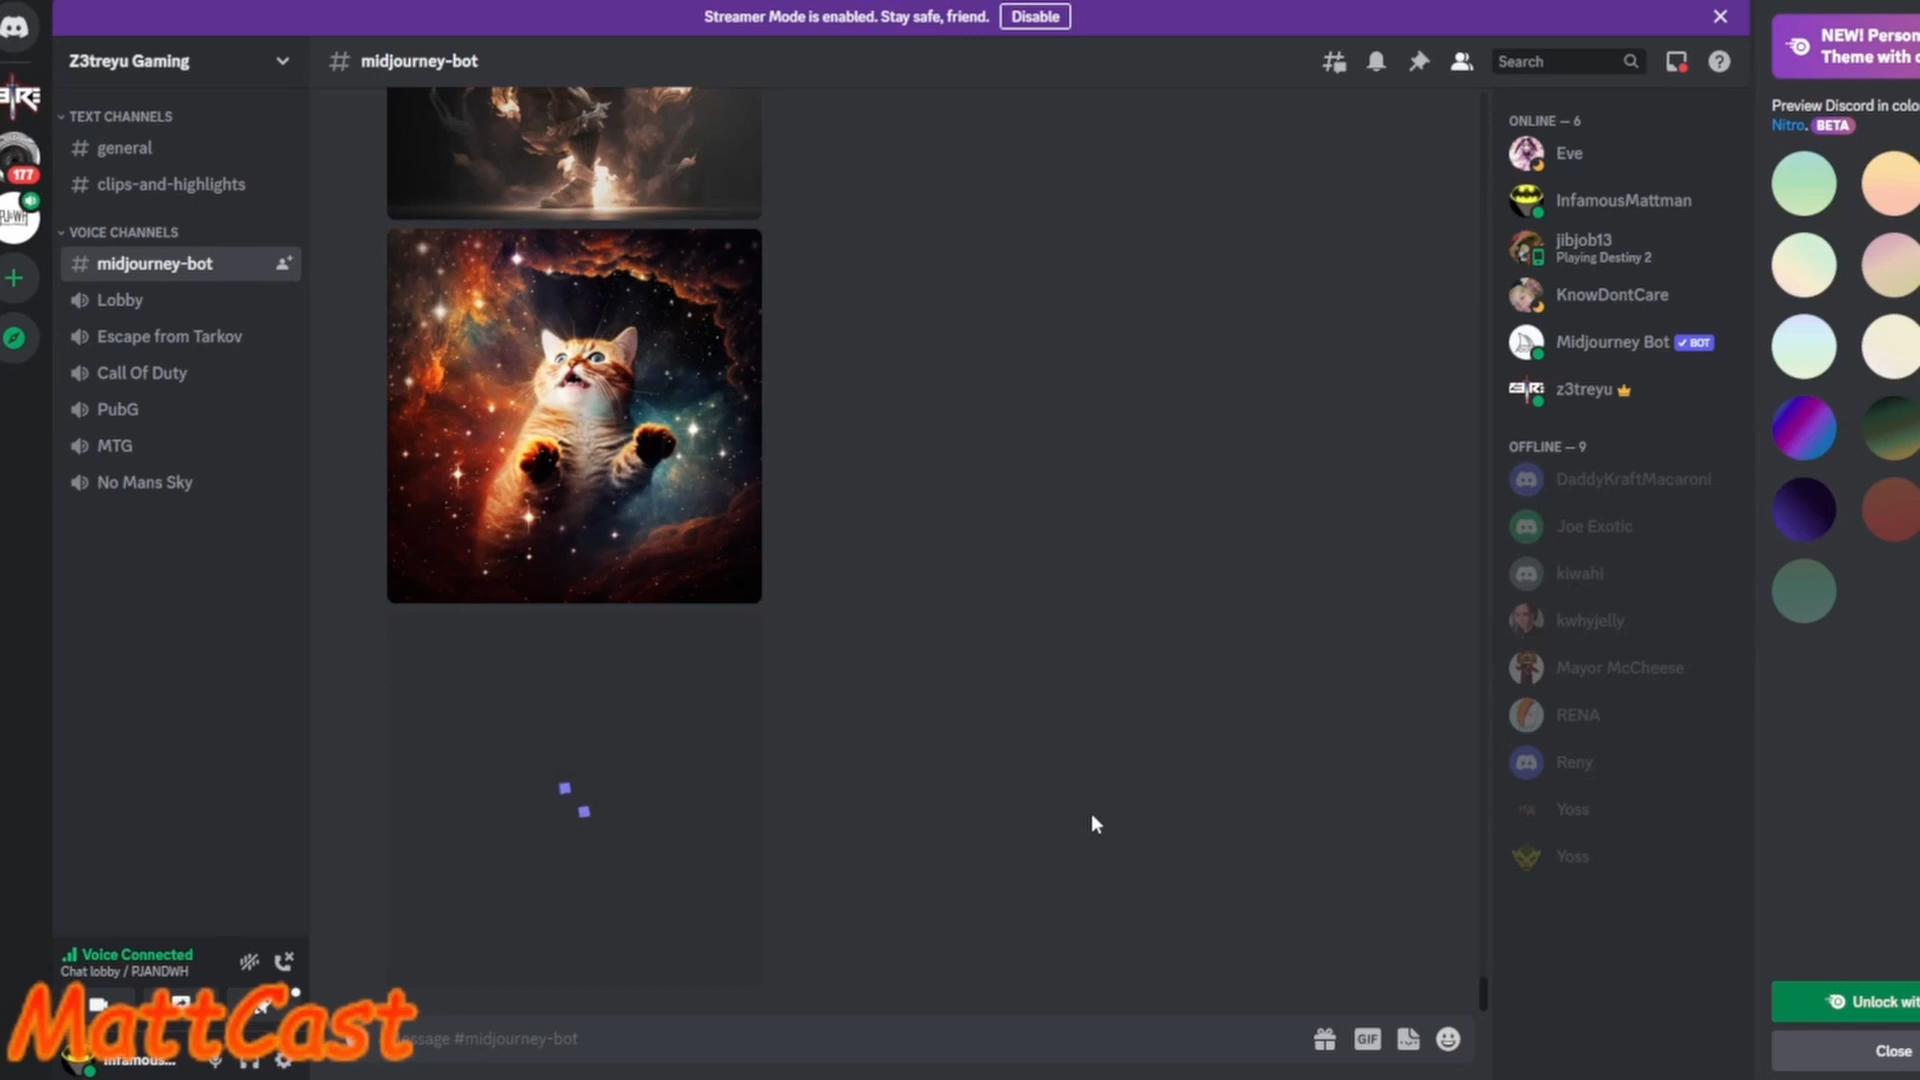 Streamer Mode is enabled. Stay safe, friend. Disable
Z3treyu Gaming
# midjourney-bot
Search
TEXT CHANNELS
# general
# clips-and-highlights
VOICE CHANNELS
# midjourney-bot
Lobby
Escape from Tarkov
Call Of Duty
PubG
MTG
No Mans Sky
177
PJ&WH
Voice Connected
Chat lobby / PJANDWH
MattCast
Infamous...
message #midjourney-bot
GIF
ONLINE — 6
Eve
InfamousMattman
jibjob13
Playing Destiny 2
KnowDontCare
Midjourney Bot ✓ BOT
z3treyu
OFFLINE — 9
DaddyKraftMacaroni
Joe Exotic
kiwahi
kwhyjelly
Mayor McCheese
RENA
Reny
Yoss
Yoss
NEW! Person
Theme with
Preview Discord in colo
Nitro. BETA
Unlock wit
Close